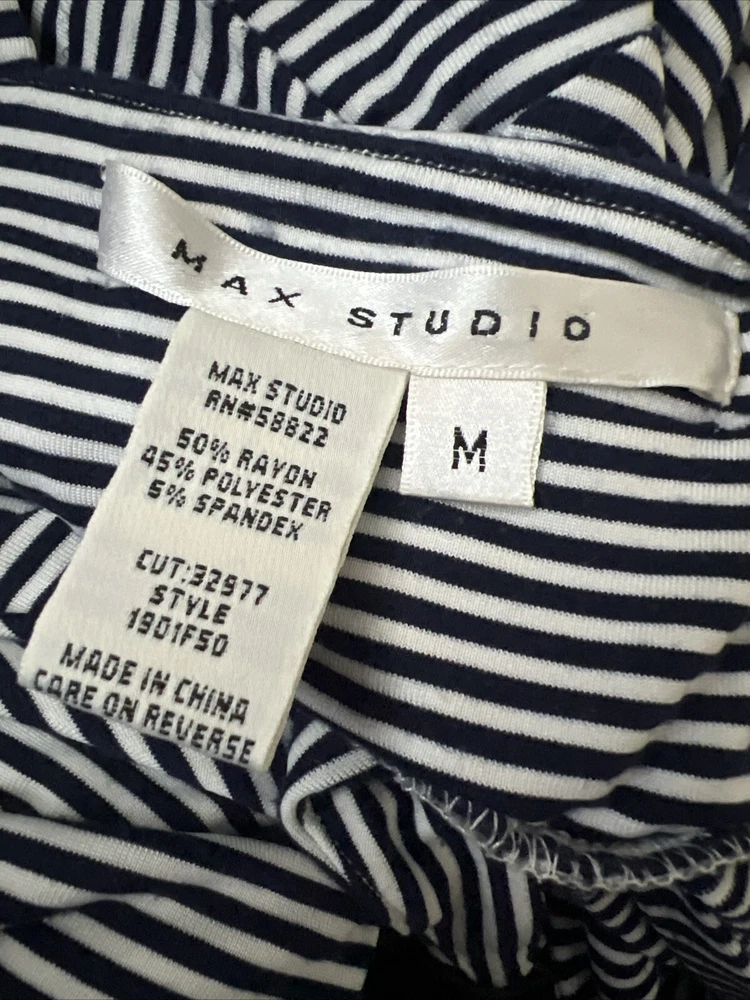 MAX STUDIO
MAX STUDIO
RN#58822
50% RAYON
45% POLYESTER
5% SPANDEX
CUT:32977
STYLE
1901F50
MADE IN CHINA
CARE ON REVERSE
M